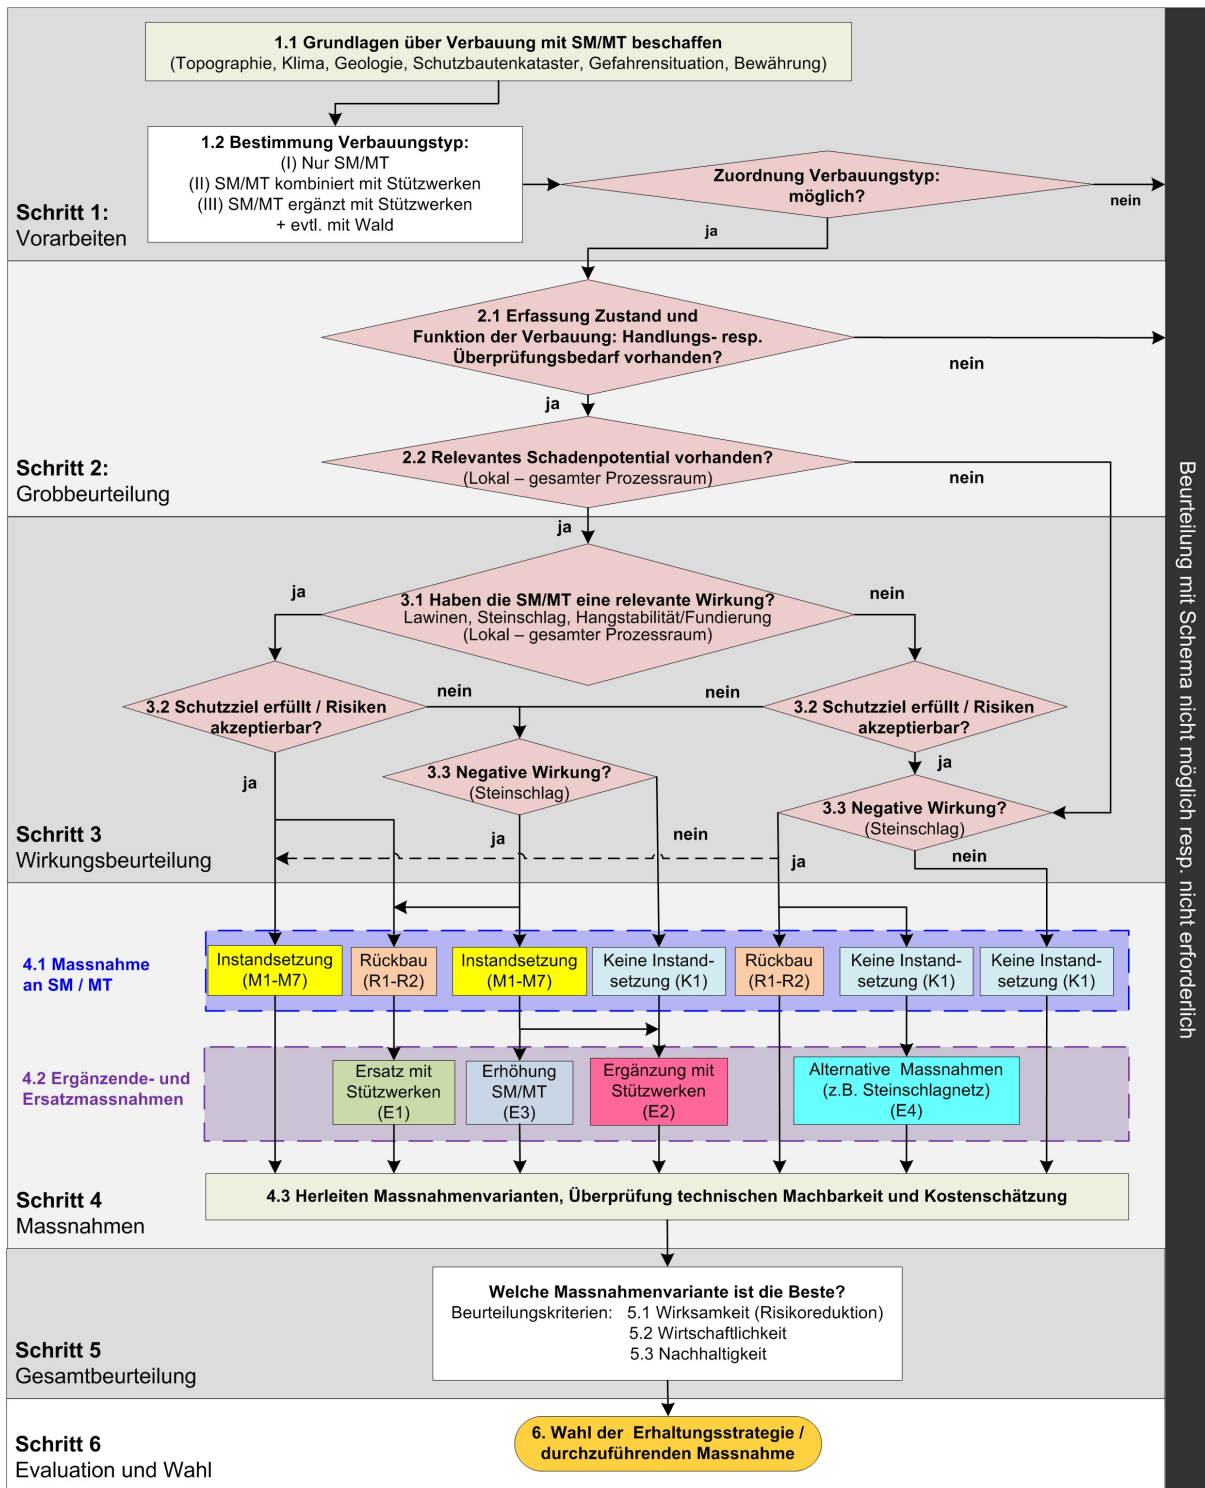 1.1 Grundlagen über Verbauung mit SM/MT beschaffen
(Topographie, Klima, Geologie, Schutzbautenkataster, Gefahrensituation, Bewährung)
1.2 Bestimmung Verbauungstyp:
(I) Nur SM/MT
(II) SM/MT kombiniert mit Stützwerken
(III) SM/MT ergänzt mit Stützwerken
+ evtl. mit Wald
Zuordnung Verbauungstyp:
möglich?
nein
ja
Schritt 1:
Vorarbeiten
2.1 Erfassung Zustand und
Funktion der Verbauung: Handlungs- resp.
Überprüfungsbedarf vorhanden?
nein
ja
2.2 Relevantes Schadenpotential vorhanden?
(Lokal – gesamter Prozessraum)
nein
ja
Schritt 2:
Grobbeurteilung
3.1 Haben die SM/MT eine relevante Wirkung?
Lawinen, Steinschlag, Hangstabilität/Fundierung
(Lokal – gesamter Prozessraum)
ja
nein
3.2 Schutzziel erfüllt / Risiken
akzeptierbar?
nein
nein
3.2 Schutzziel erfüllt / Risiken
akzeptierbar?
ja
ja
3.3 Negative Wirkung?
(Steinschlag)
3.3 Negative Wirkung?
(Steinschlag)
ja
nein
ja
nein
Schritt 3
Wirkungsbeurteilung
4.1 Massnahme
an SM / MT
Instandsetzung
(M1-M7)
Rückbau
(R1-R2)
Instandsetzung
(M1-M7)
Keine Instand-
setzung (K1)
Rückbau
(R1-R2)
Keine Instand-
setzung (K1)
Keine Instand-
setzung (K1)
4.2 Ergänzende- und
Ersatzmassnahmen
Ersatz mit
Stützwerken
(E1)
Erhöhung
SM/MT
(E3)
Ergänzung mit
Stützwerken
(E2)
Alternative Massnahmen
(z.B. Steinschlagnetz)
(E4)
4.3 Herleiten Massnahmenvarianten, Überprüfung technischen Machbarkeit und Kostenschätzung
Schritt 4
Massnahmen
Welche Massnahmenvariante ist die Beste?
Beurteilungskriterien: 5.1 Wirksamkeit (Risikoreduktion)
5.2 Wirtschaftlichkeit
5.3 Nachhaltigkeit
Schritt 5
Gesamtbeurteilung
6. Wahl der Erhaltungsstrategie /
durchzuführenden Massnahme
Schritt 6
Evaluation und Wahl
Beurteilung mit Schema nicht möglich resp. nicht erforderlich